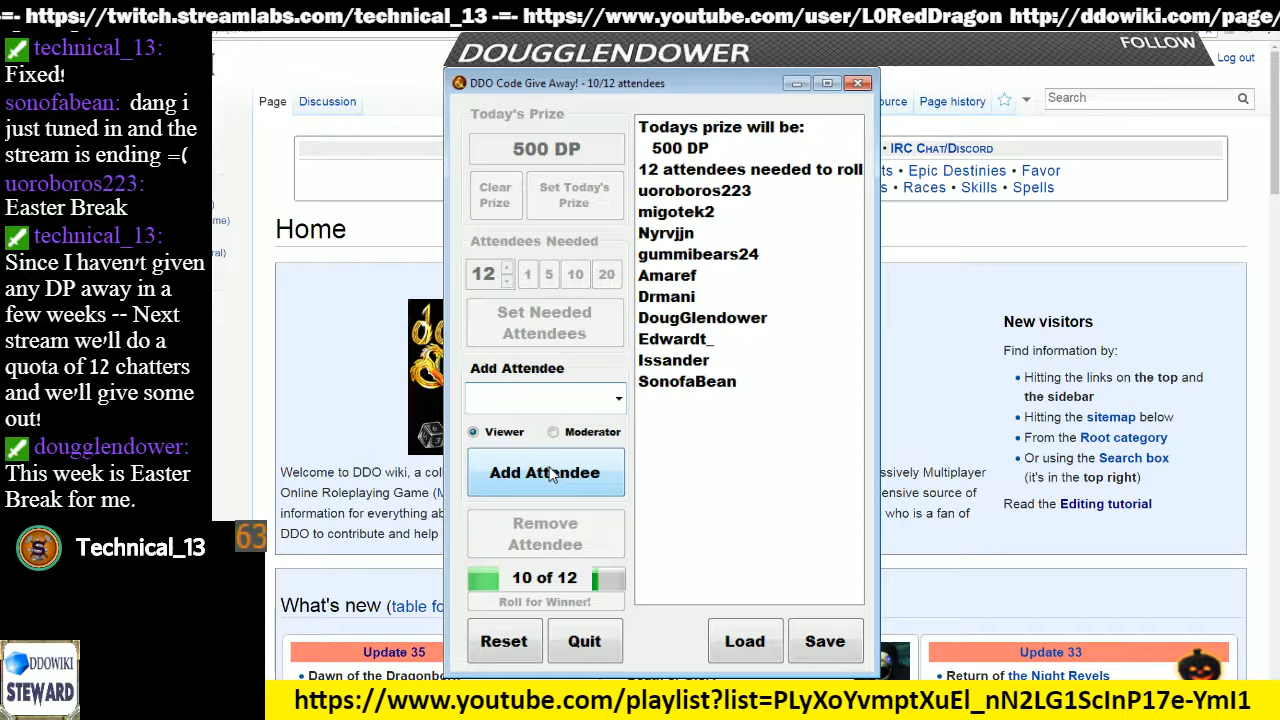 -=- https://twitch.streamlabs.com/technical_13 -=- https://www.youtube.com/user/L0RedDragon http://ddowiki.com/page/
technical_13:
Fixed!
sonofabean: dang i
just tuned in and the
stream is ending =(
uoroboros223:
Easter Break
technical_13:
Since I haven't given
any DP away in a
few weeks -- Next
stream we'll do a
quota of 12 chatters
and we'll give some
out!
dougglendower:
This week is Easter
Break for me.
Technical_13
63
DDOWIKI
STEWARD
DOUGGLENDOWER
FOLLOW
Log out
Page
Discussion
ource
Page history
Search
IRC Chat/Discord
ts • Epic Destinies • Favor
s • Races • Skills • Spells
me)
ral)
Home
DDO Code Give Away! - 10/12 attendees
Today's Prize
500 DP
Clear
Prize
Set Today's
Prize
Attendees Needed
12
1
5
10
20
Set Needed
Attendees
Add Attendee
Viewer
Moderator
Add Attendee
Remove
Attendee
10 of 12
Roll for Winner!
Reset
Quit
Load
Save
Todays prize will be:
500 DP
12 attendees needed to roll
uoroboros223
migotek2
Nyrvjjn
gummibears24
Amaref
Drmani
DougGlendower
Edwardt_
Issander
SonofaBean
New visitors
Find information by:
• Hitting the links on the top and
the sidebar
• Hitting the sitemap below
• From the Root category
• Or using the Search box
(it's in the top right)
Read the Editing tutorial
Welcome to DDO wiki, a col
Online Roleplaying Game (M
information for everything ab
DDO to contribute and help
ssively Multiplayer
ensive source of
who is a fan of
What's new (table fo
Update 35
Dawn of the Dragonbo
Update 33
• Return of the Night Revels
https://www.youtube.com/playlist?list=PLyXoYvmptXuEl_nN2LG1ScInP17e-YmI1